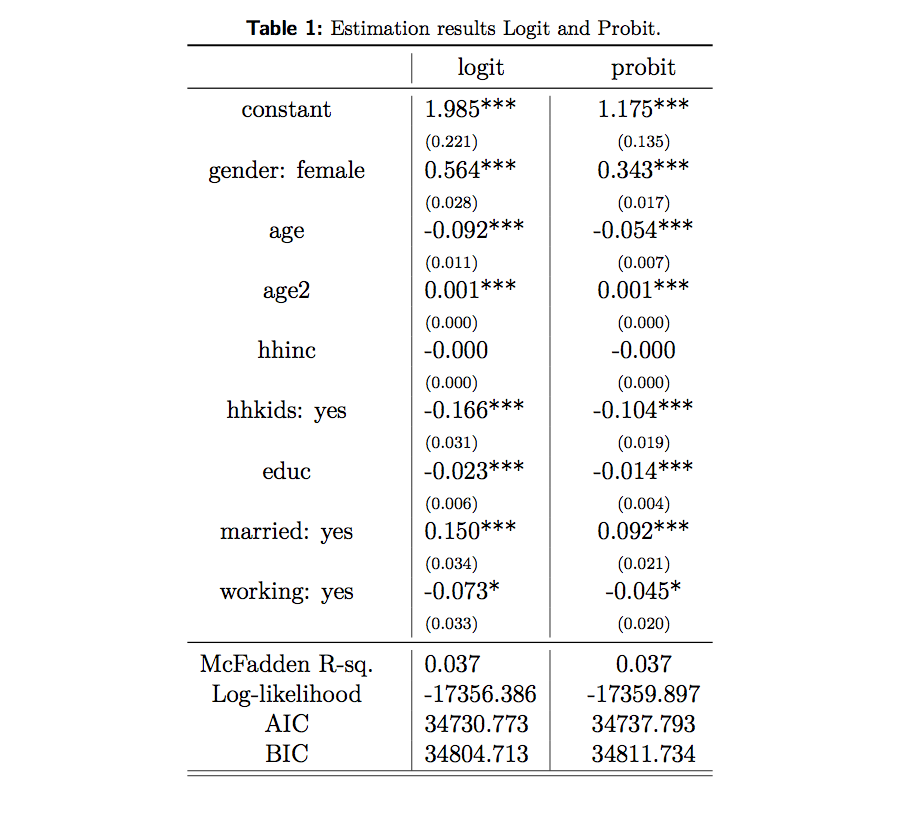 Table 1: Estimation results Logit and Probit.
logit probit
constant 1.985*** 1.175***
(0.221) (0.135)
gender: female 0.564*** 0.343***
(0.028) (0.017)
age -0.092*** -0.054***
(0.011) (0.007)
age2 0.001*** 0.001***
(0.000) (0.000)
hhinc -0.000 -0.000
(0.000) (0.000)
hhkids: yes -0.166*** -0.104***
(0.031) (0.019)
educ -0.023*** -0.014***
(0.006) (0.004)
married: yes 0.150*** 0.092***
(0.034) (0.021)
working: yes -0.073* -0.045*
(0.033) (0.020)
McFadden R-sq. 0.037 0.037
Log-likelihood -17356.386 -17359.897
AIC 34730.773 34737.793
BIC 34804.713 34811.734